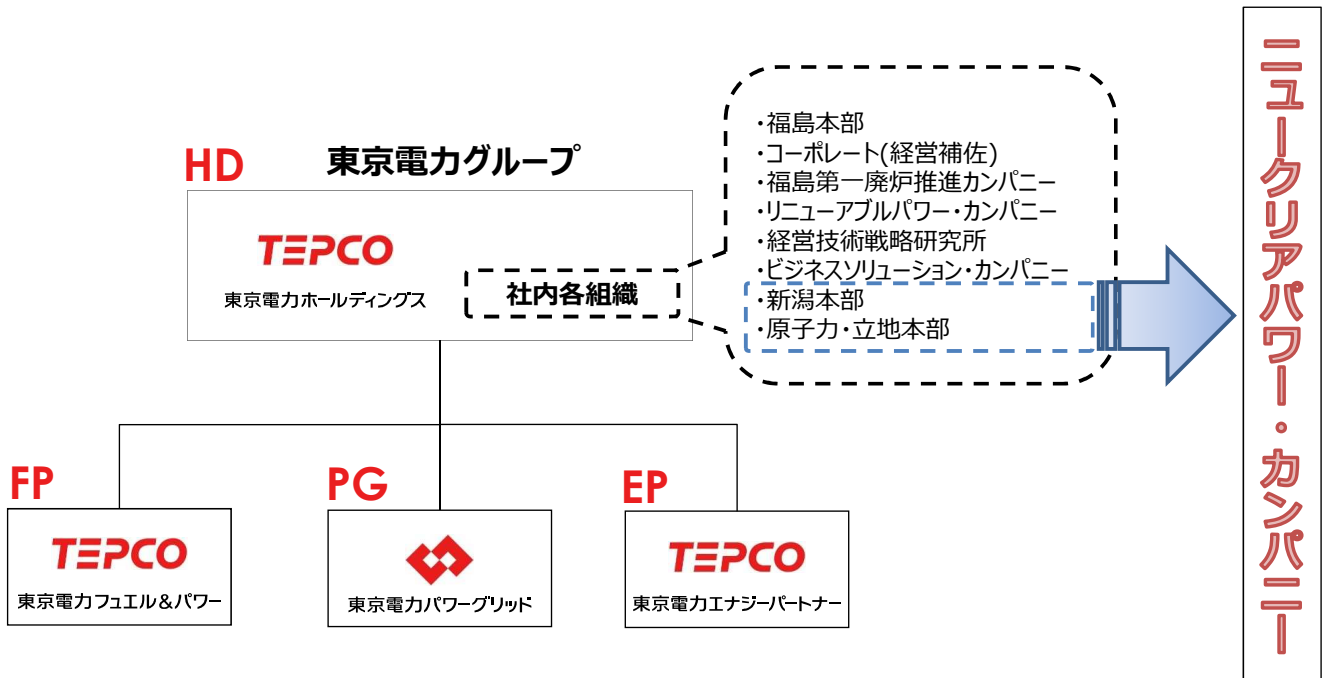 HD
東京電力グループ
TEPCO
東京電力ホールディングス
社内各組織
・福島本部
・コーポレート(経営補佐)
・福島第一廃炉推進カンパニー
・リニューアブルパワー・カンパニー
・経営技術戦略研究所
・ビジネスソリューション・カンパニー
・新潟本部
・原子力・立地本部
ニュークリアパワー・カンパニー
FP
TEPCO
東京電力フュエル&パワー
PG
東京電力パワーグリッド
EP
TEPCO
東京電力エナジーパートナー